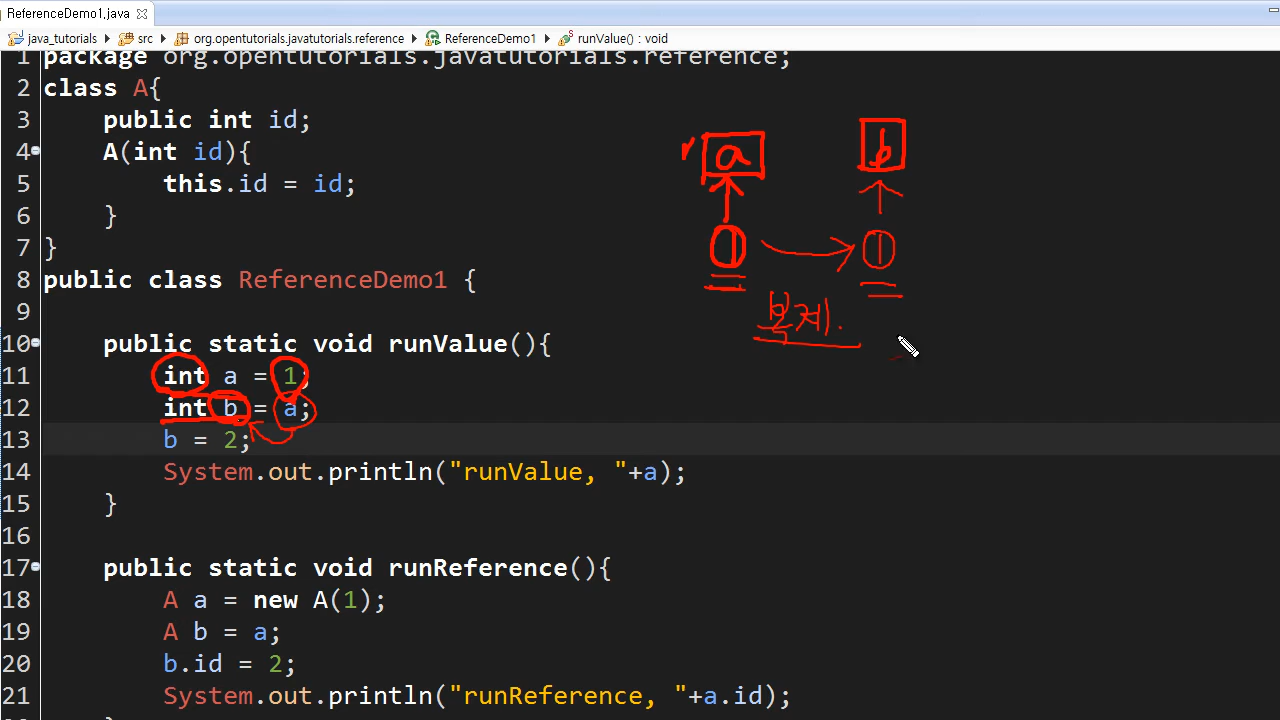 ReferenceDemo1.java
java_tutorials src org.opentutorials.javatutorials.reference ReferenceDemo1 runValue() : void
1 package org.opentutorials.javatutorials.reference;
2 class A{
3 public int id;
4 A(int id){
5 this.id = id;
6 }
7 }
8 public class ReferenceDemo1 {
9
10 public static void runValue(){
11 int a = 1;
12 int b = a;
13 b = 2;
14 System.out.println("runValue, "+a);
15 }
16
17 public static void runReference(){
18 A a = new A(1);
19 A b = a;
20 b.id = 2;
21 System.out.println("runReference, "+a.id);
a b
1 1
복제.